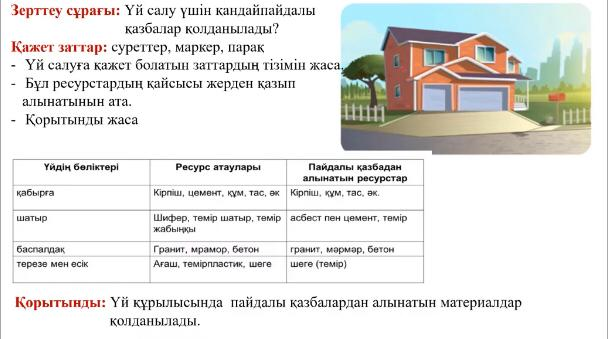 Зерттеу сұрағы: Үй салу үшін қандайпайдалы
қазбалар қолданылады?
Қажет заттар: суреттер, маркер, парақ
- Үй салуға қажет болатын заттардың тізімін жаса.
- Бұл ресурстардың қайсысы жерден қазып
алынатынын ата.
- Қорытынды жаса
Үйдің бөліктері Ресурс атаулары Пайдалы қазбадан
алынатын ресурстар
қабырға Кірпіш, цемент, құм, тас, әк Кірпіш, құм, тас, әк.
шатыр Шифер, темір шатыр, темір асбест пен цемент, темір
жабынқы
баспалдақ Гранит, мрамор, бетон гранит, мәрмәр, бетон
терезе мен есік Ағаш, темірпластик, шеге шеге (темір)
Қорытынды: Үй құрылысында пайдалы қазбалардан алынатын материалдар
қолданылады.